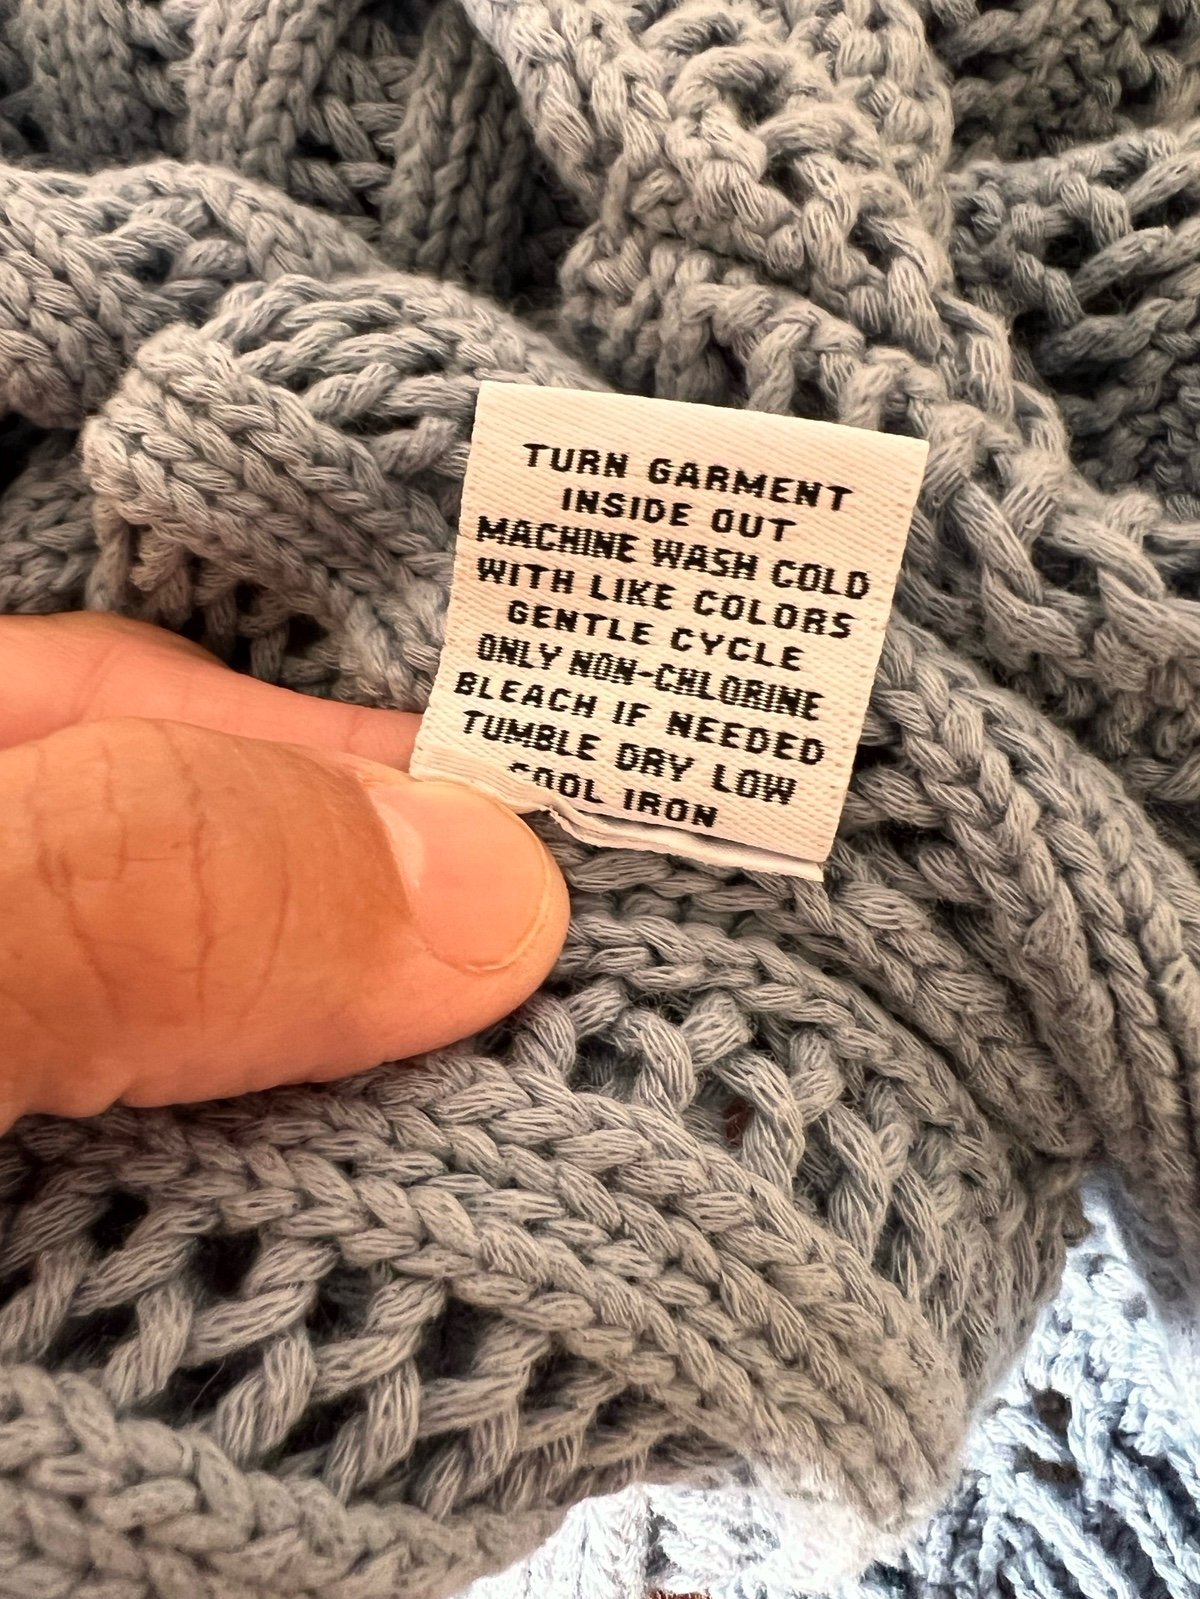 TURN GARMENT
INSIDE OUT
MACHINE WASH COLD
WITH LIKE COLORS
GENTLE CYCLE
ONLY NON-CHLORINE
BLEACH IF NEEDED
TUMBLE DRY LOW
COOL IRON